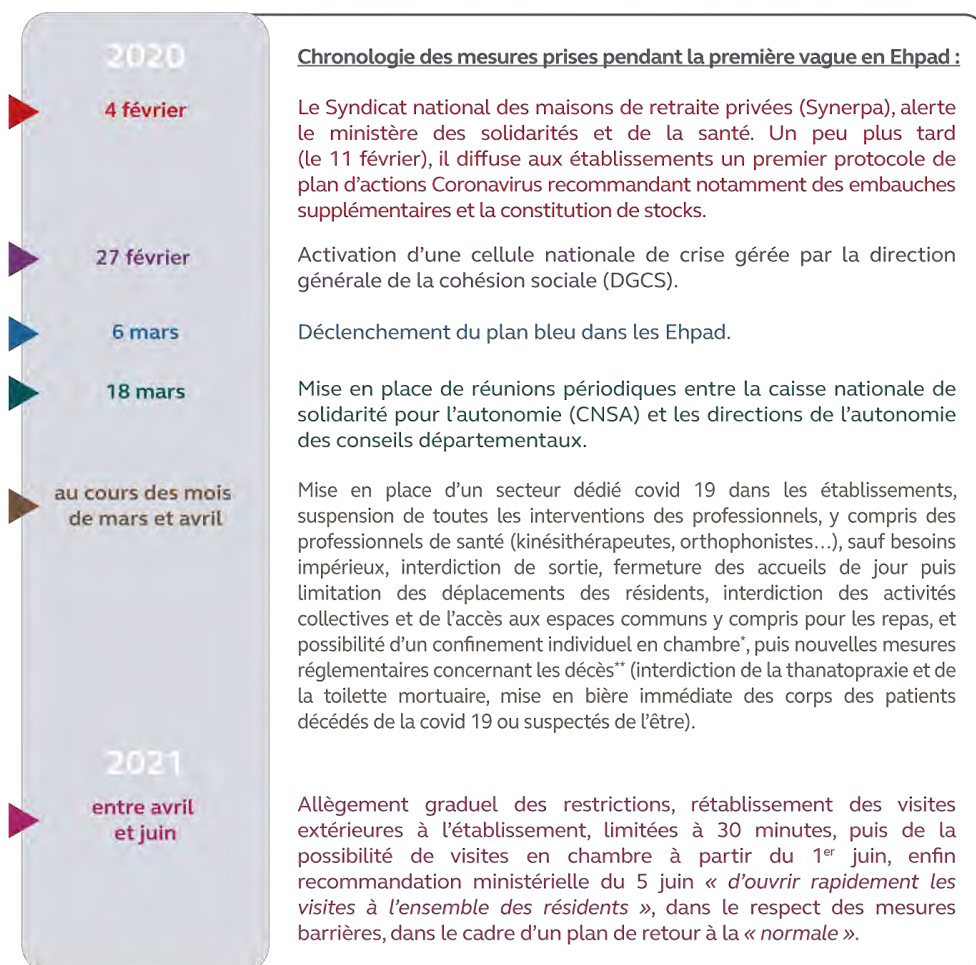 2020
Chronologie des mesures prises pendant la première vague en Ehpad :
4 février
Le Syndicat national des maisons de retraite privées (Synerpa), alerte
le ministère des solidarités et de la santé. Un peu plus tard
(le 11 février), il diffuse aux établissements un premier protocole de
plan d’actions Coronavirus recommandant notamment des embauches
supplémentaires et la constitution de stocks.
27 février
Activation d’une cellule nationale de crise gérée par la direction
générale de la cohésion sociale (DGCS).
6 mars
Déclenchement du plan bleu dans les Ehpad.
18 mars
Mise en place de réunions périodiques entre la caisse nationale de
solidarité pour l’autonomie (CNSA) et les directions de l’autonomie
des conseils départementaux.
au cours des mois
de mars et avril
Mise en place d’un secteur dédié covid 19 dans les établissements,
suspension de toutes les interventions des professionnels, y compris des
professionnels de santé (kinésithérapeutes, orthophonistes…), sauf besoins
impérieux, interdiction de sortie, fermeture des accueils de jour puis
limitation des déplacements des résidents, interdiction des activités
collectives et de l’accès aux espaces communs y compris pour les repas, et
possibilité d’un confinement individuel en chambre*, puis nouvelles mesures
réglementaires concernant les décès** (interdiction de la thanatopraxie et de
la toilette mortuaire, mise en bière immédiate des corps des patients
décédés de la covid 19 ou suspectés de l’être).
2021
entre avril
et juin
Allègement graduel des restrictions, rétablissement des visites
extérieures à l’établissement, limitées à 30 minutes, puis de la
possibilité de visites en chambre à partir du 1er juin, enfin
recommandation ministérielle du 5 juin « d’ouvrir rapidement les
visites à l’ensemble des résidents », dans le respect des mesures
barrières, dans le cadre d’un plan de retour à la « normale ».